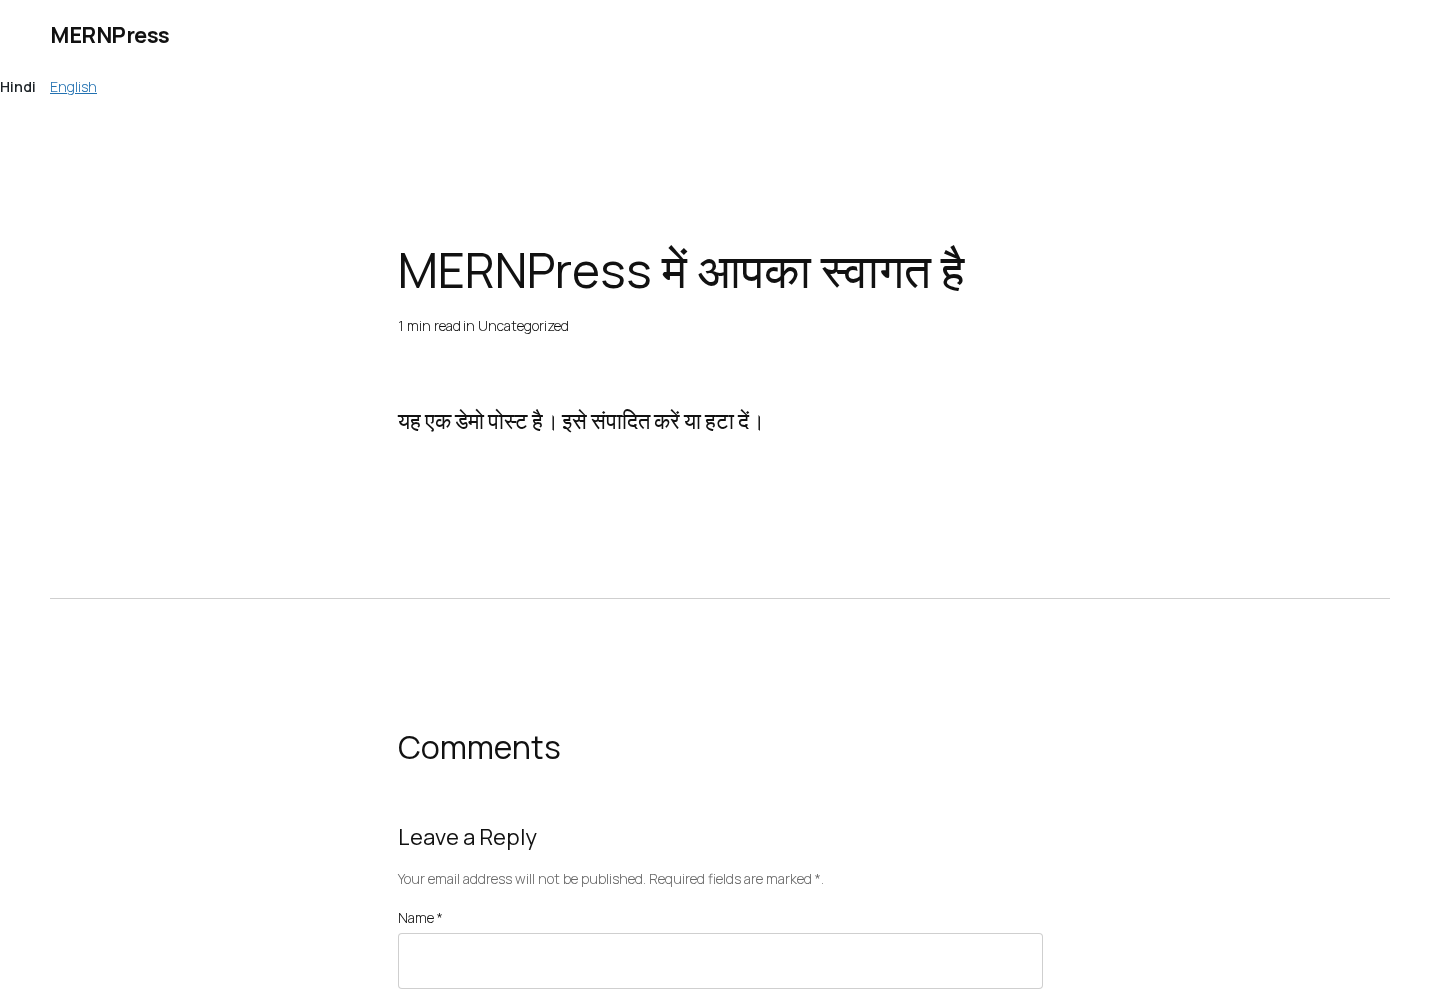 MERNPress
Hindi English
MERNPress में आपका स्वागत है
1 min read in Uncategorized
यह एक डेमो पोस्ट है। इसे संपादित करें या हटा दें।
Comments
Leave a Reply
Your email address will not be published. Required fields are marked *.
Name *